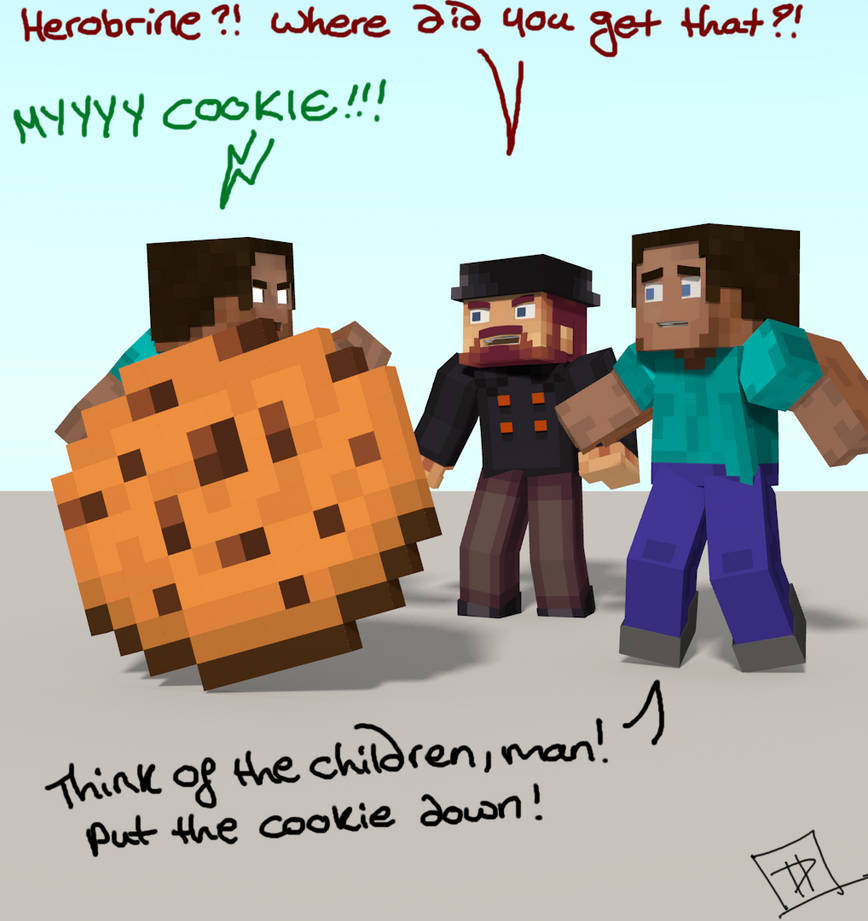 Herobrine?! Where did you get that?!
MYYYY COOKIE!!!
Think of the children, man!
Put the cookie down!